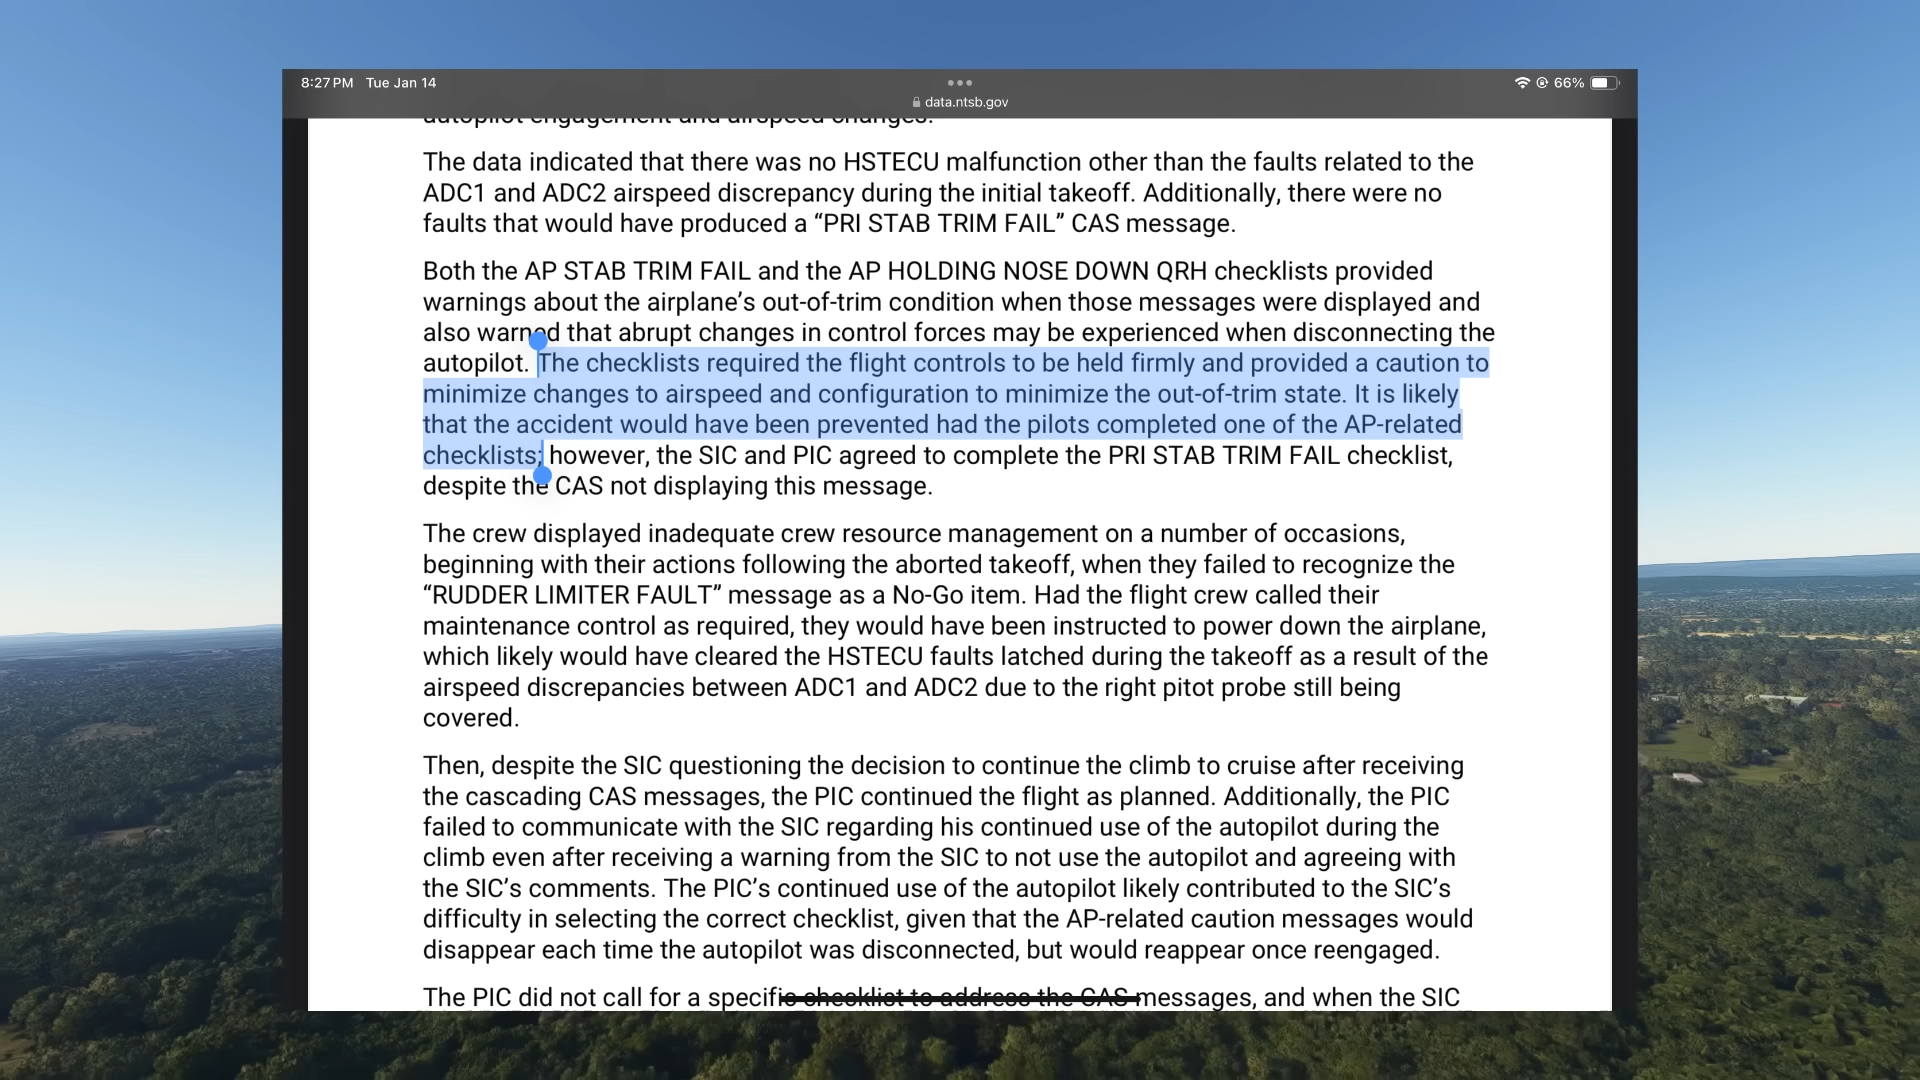 8:27 PM Tue Jan 14
66%
data.ntsb.gov
autopilot engagement and airspeed changes.
The data indicated that there was no HSTECU malfunction other than the faults related to the
ADC1 and ADC2 airspeed discrepancy during the initial takeoff. Additionally, there were no
faults that would have produced a “PRI STAB TRIM FAIL” CAS message.
Both the AP STAB TRIM FAIL and the AP HOLDING NOSE DOWN QRH checklists provided
warnings about the airplane’s out-of-trim condition when those messages were displayed and
also warned that abrupt changes in control forces may be experienced when disconnecting the
autopilot. The checklists required the flight controls to be held firmly and provided a caution to
minimize changes to airspeed and configuration to minimize the out-of-trim state. It is likely
that the accident would have been prevented had the pilots completed one of the AP-related
checklists; however, the SIC and PIC agreed to complete the PRI STAB TRIM FAIL checklist,
despite the CAS not displaying this message.
The crew displayed inadequate crew resource management on a number of occasions,
beginning with their actions following the aborted takeoff, when they failed to recognize the
“RUDDER LIMITER FAULT” message as a No-Go item. Had the flight crew called their
maintenance control as required, they would have been instructed to power down the airplane,
which likely would have cleared the HSTECU faults latched during the takeoff as a result of the
airspeed discrepancies between ADC1 and ADC2 due to the right pitot probe still being
covered.
Then, despite the SIC questioning the decision to continue the climb to cruise after receiving
the cascading CAS messages, the PIC continued the flight as planned. Additionally, the PIC
failed to communicate with the SIC regarding his continued use of the autopilot during the
climb even after receiving a warning from the SIC to not use the autopilot and agreeing with
the SIC’s comments. The PIC’s continued use of the autopilot likely contributed to the SIC’s
difficulty in selecting the correct checklist, given that the AP-related caution messages would
disappear each time the autopilot was disconnected, but would reappear once reengaged.
The PIC did not call for a specific checklist to address the CAS messages, and when the SIC